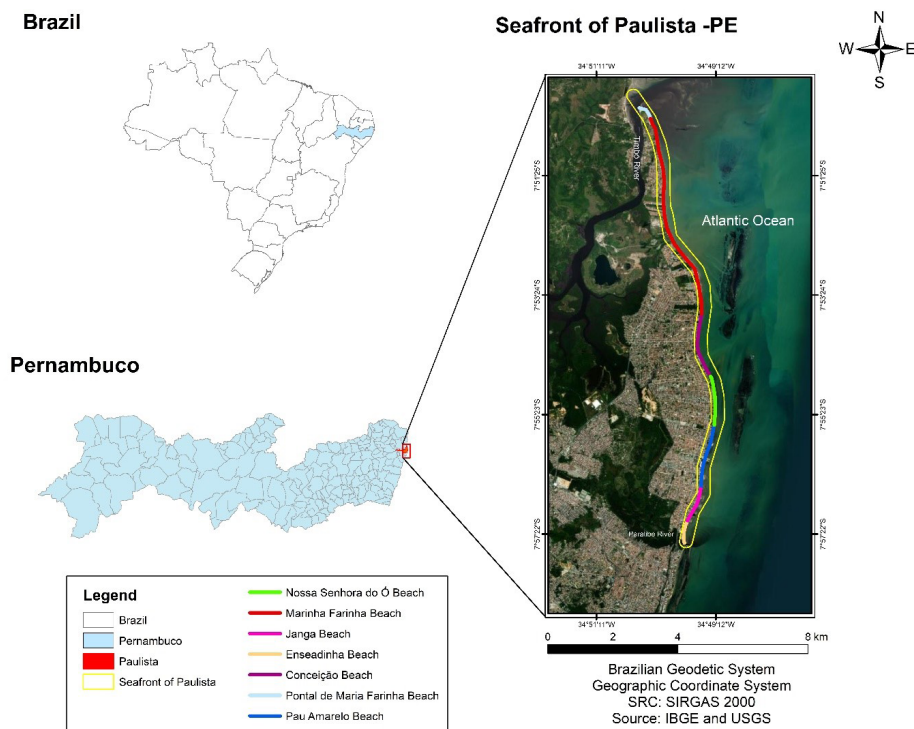 Brazil
Seafront of Paulista -PE
N
W
E
S
34°51'11"W
34°49'12"W
Timbo River
7°51'25"S
7°51'25"S
Atlantic Ocean
7°53'24"S
7°53'24"S
Pernambuco
7°55'23"S
7°55'23"S
Paratibe River
7°57'22"S
7°57'22"S
34°51'11"W
34°49'12"W
0
2
4
8 km
Legend
Brazil
Pernambuco
Paulista
Seafront of Paulista
Nossa Senhora do Ó Beach
Marinha Farinha Beach
Janga Beach
Enseadinha Beach
Conceição Beach
Pontal de Maria Farinha Beach
Pau Amarelo Beach
Brazilian Geodetic System
Geographic Coordinate System
SRC: SIRGAS 2000
Source: IBGE and USGS